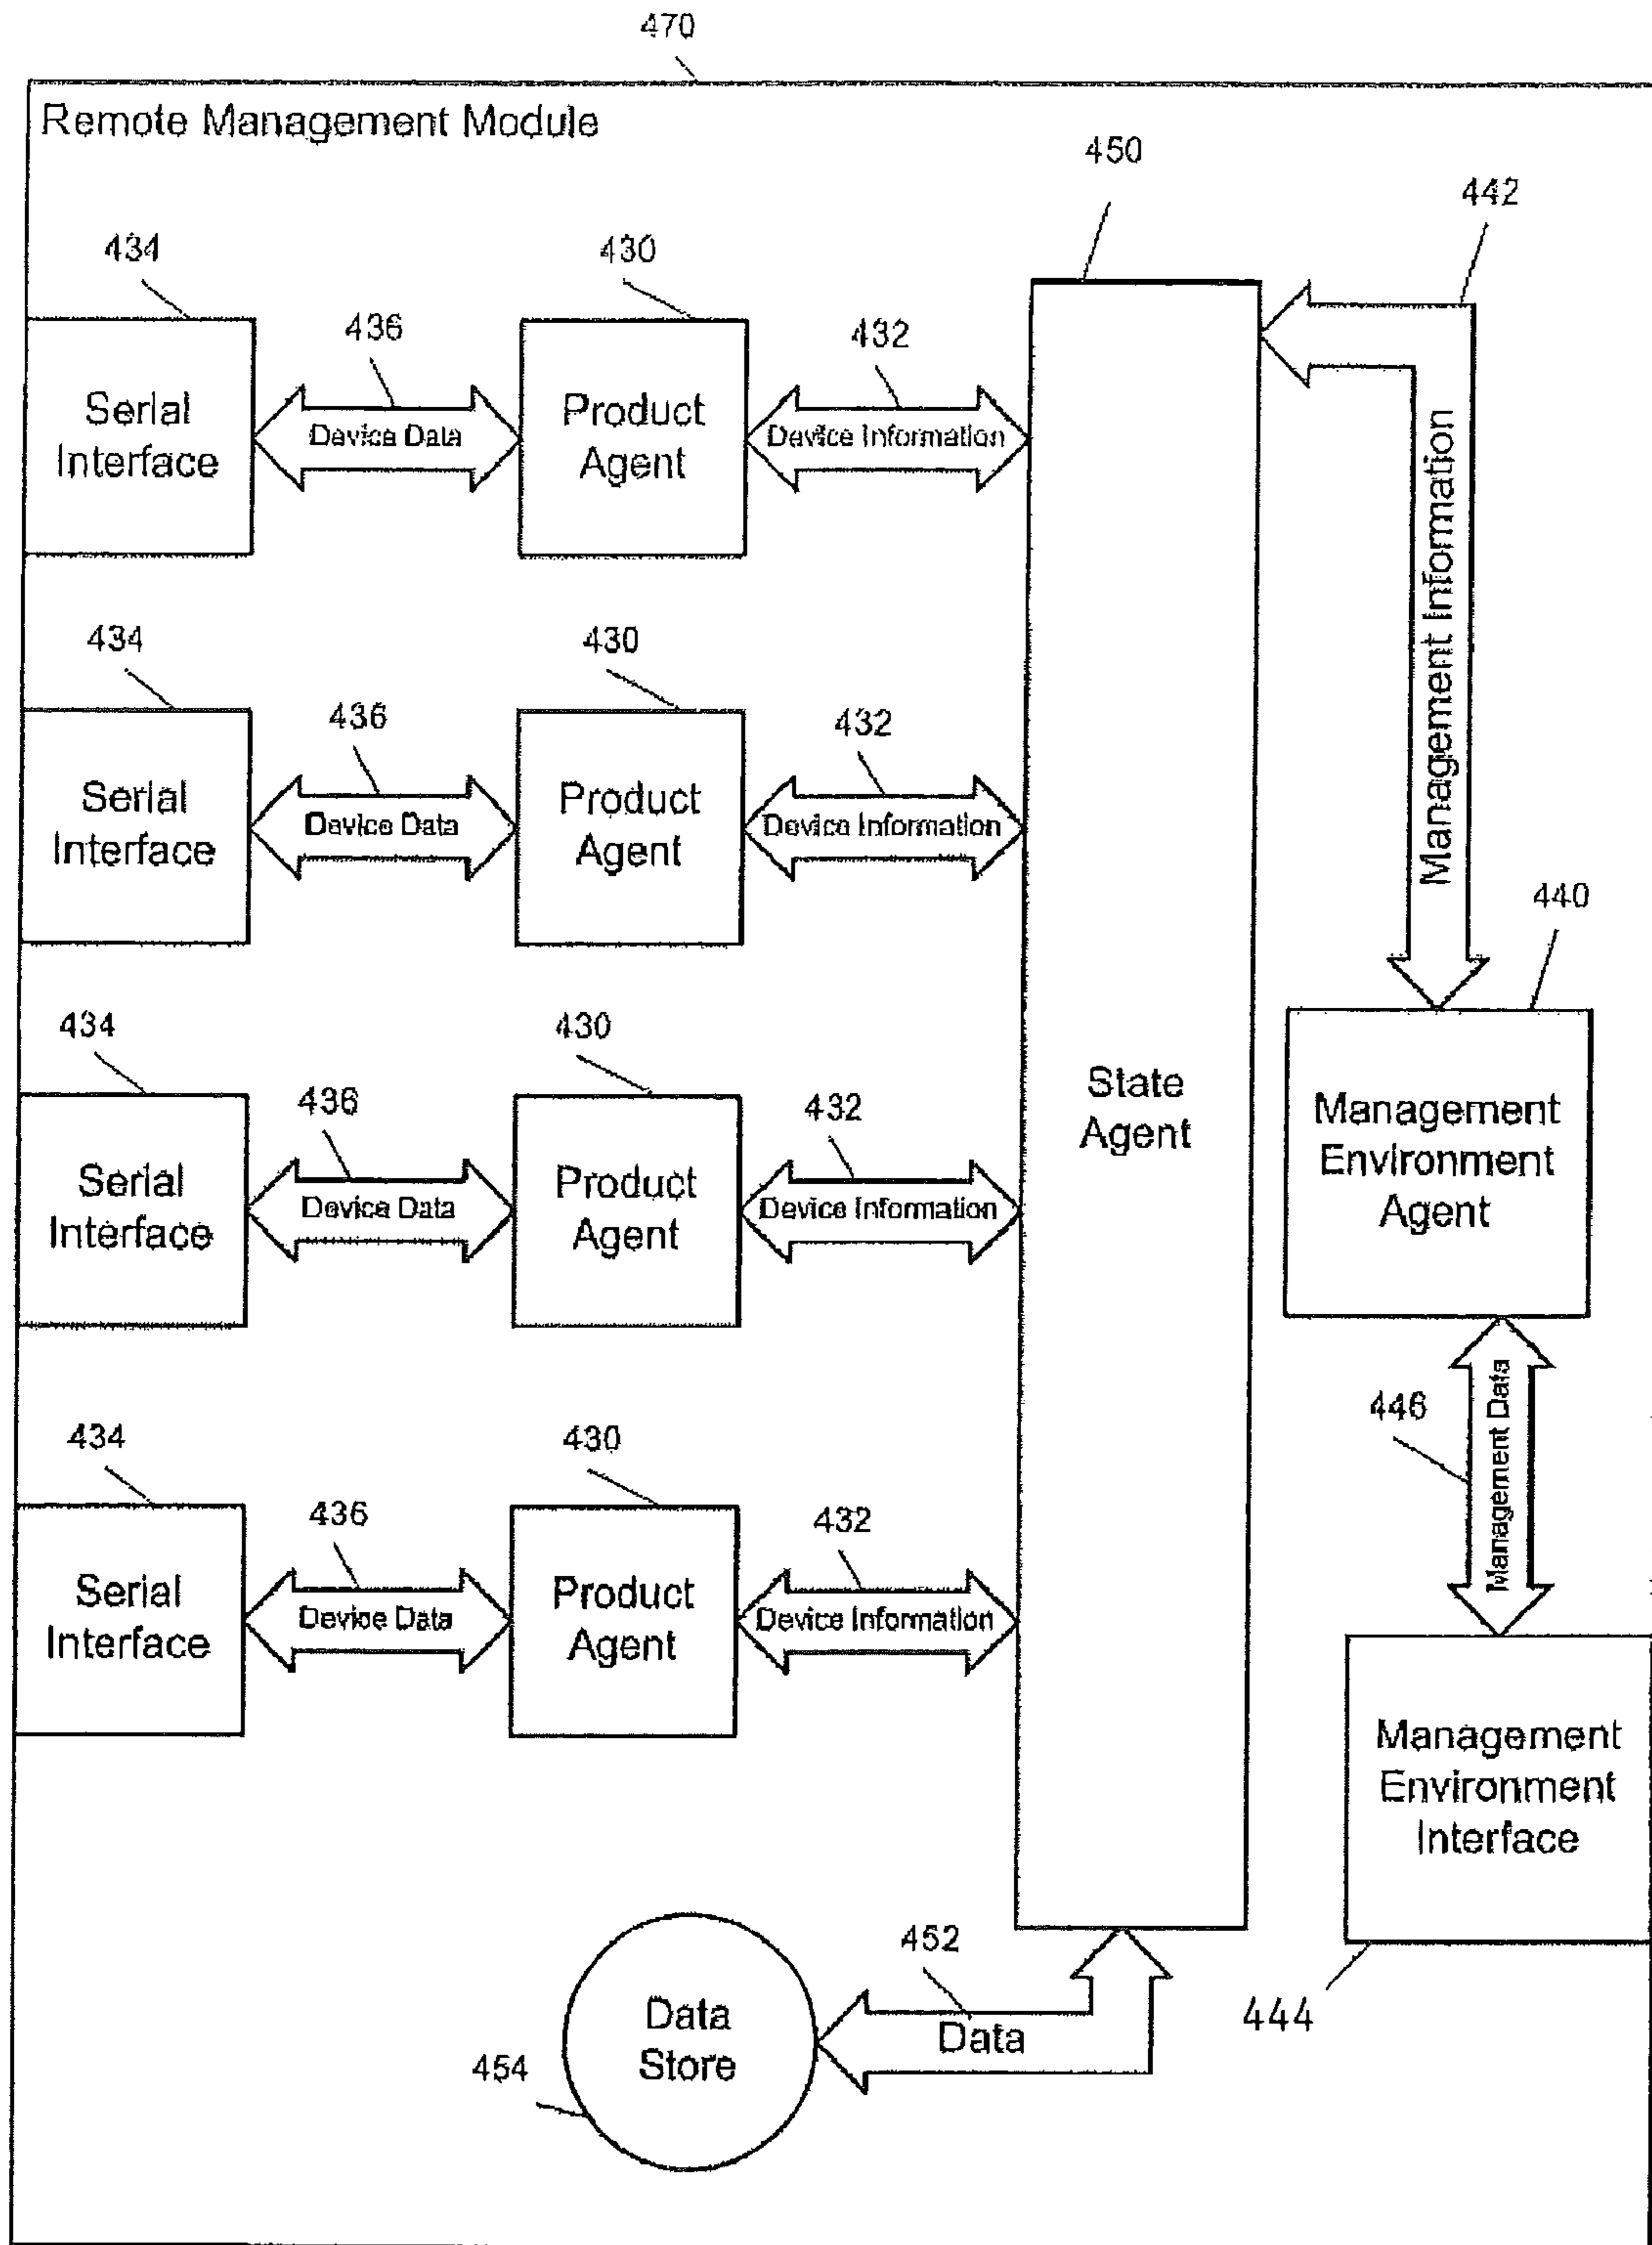 470
Remote Management Module
450
442
434
430
436
432
Serial
Interface
Device Data
Product
Agent
Device Information
Management Information
434
430
436
432
Serial
Interface
Device Data
Product
Agent
Device Information
440
434
430
436
432
Serial
Interface
Device Data
Product
Agent
Device Information
State
Agent
Management
Environment
Agent
446
Management Data
434
430
436
432
Serial
Interface
Device Data
Product
Agent
Device Information
Management
Environment
Interface
444
452
Data
Data
Store
454